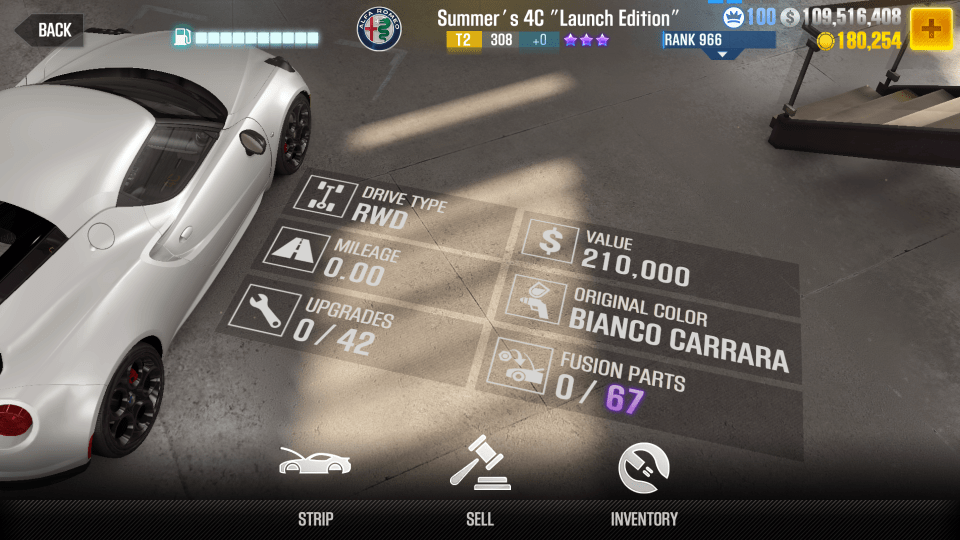 BACK
ALFA ROMEO
Summer's 4C "Launch Edition"
T2 308 +0
RANK 966
100 $ 109,516,408
180,254
DRIVE TYPE
RWD
MILEAGE
0.00
UPGRADES
0/42
$ VALUE
210,000
ORIGINAL COLOR
BIANCO CARRARA
FUSION PARTS
0/67
STRIP
SELL
INVENTORY